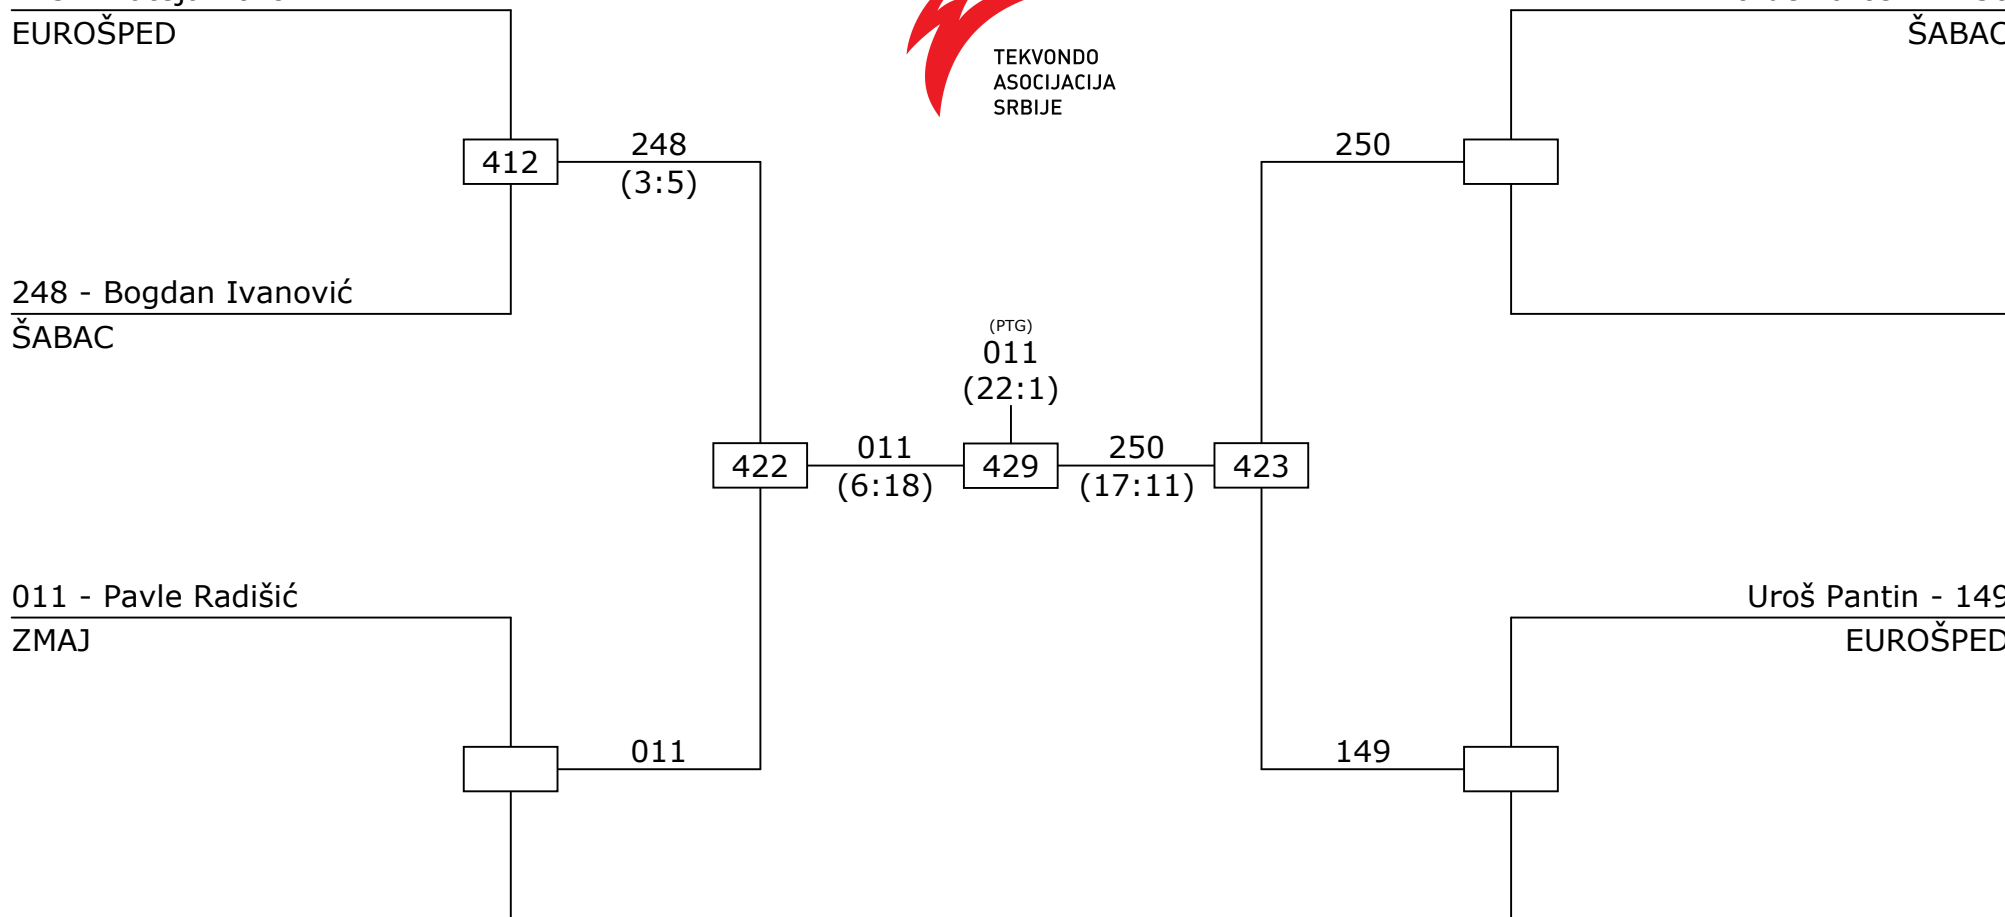 EUROŠPED
ŠABAC
TEKVONDO
ASOCIJACIJA
SRBIJE
412
248
(3:5)
250
248 - Bogdan Ivanović
ŠABAC
(PTG)
011
(22:1)
422
011
(6:18)
429
250
(17:11)
423
011 - Pavle Radišić
ZMAJ
Uroš Pantin - 149
EUROŠPED
011
149